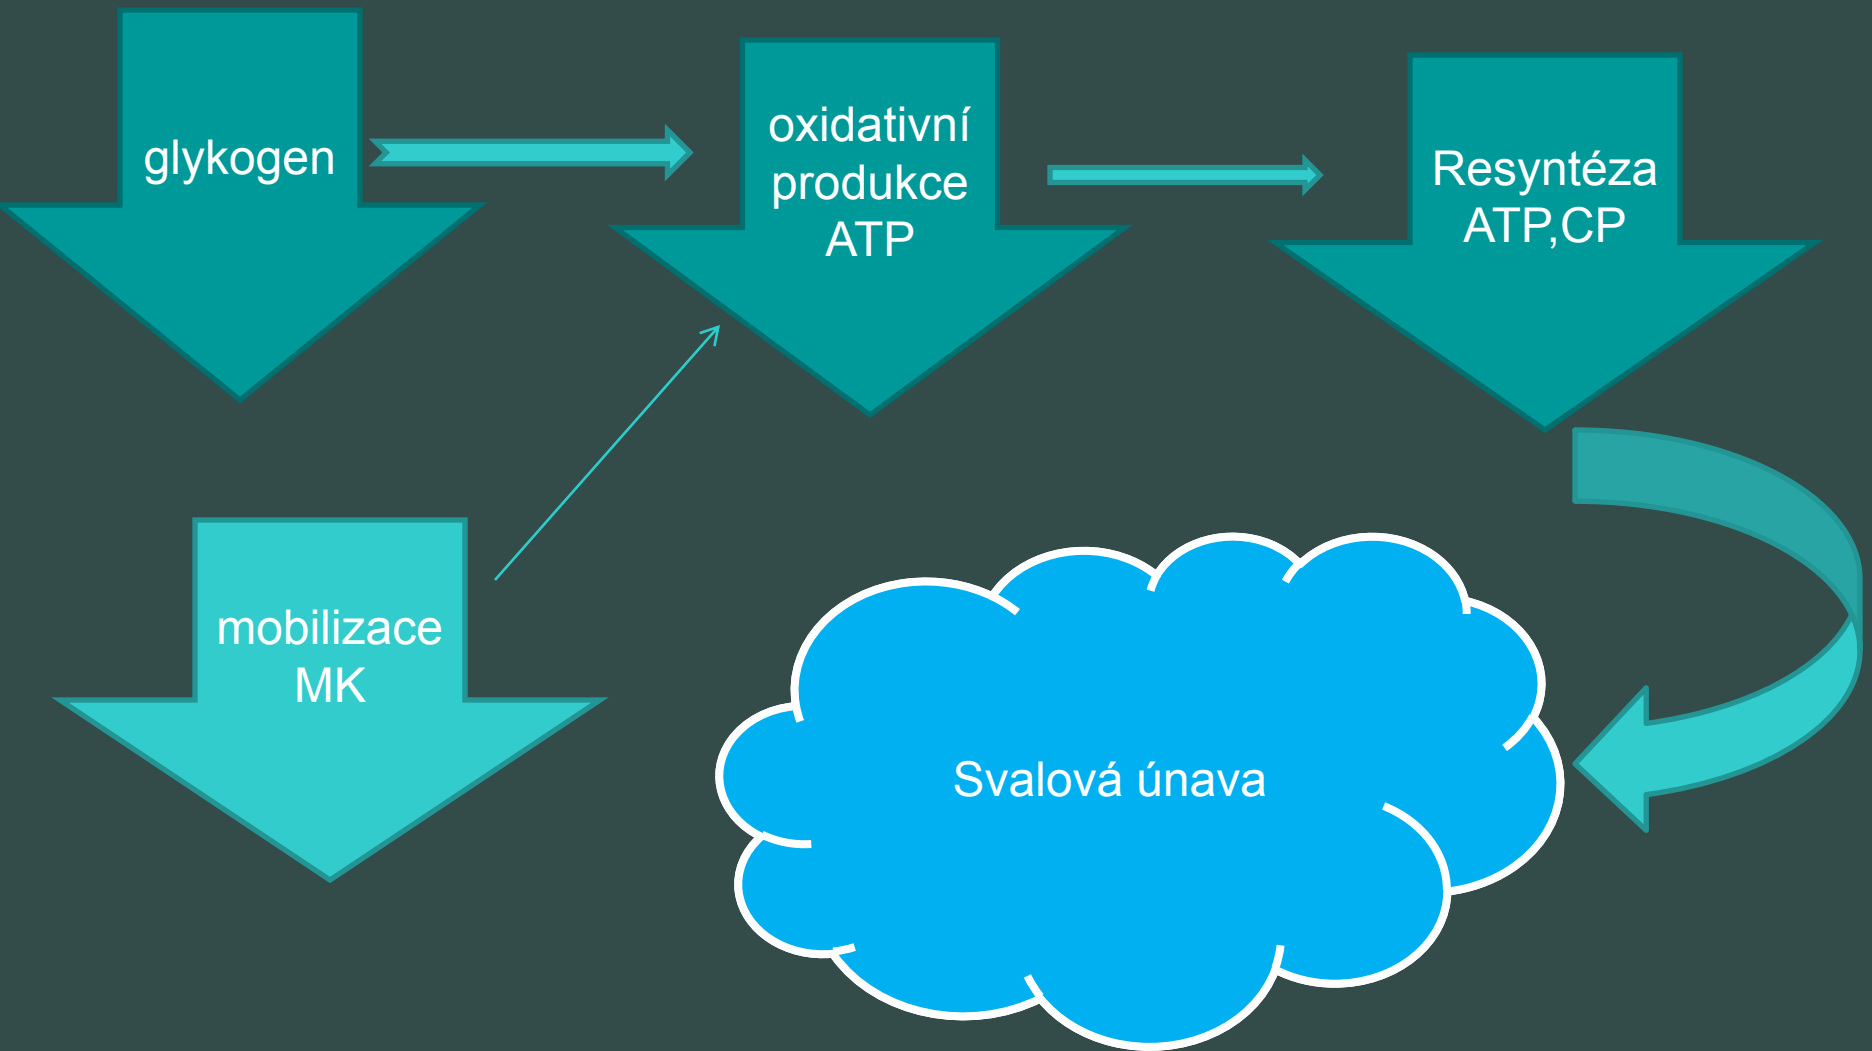 glykogen
oxidativní
produkce
ATP
Resyntéza
ATP,CP
mobilizace
MK
Svalová únava